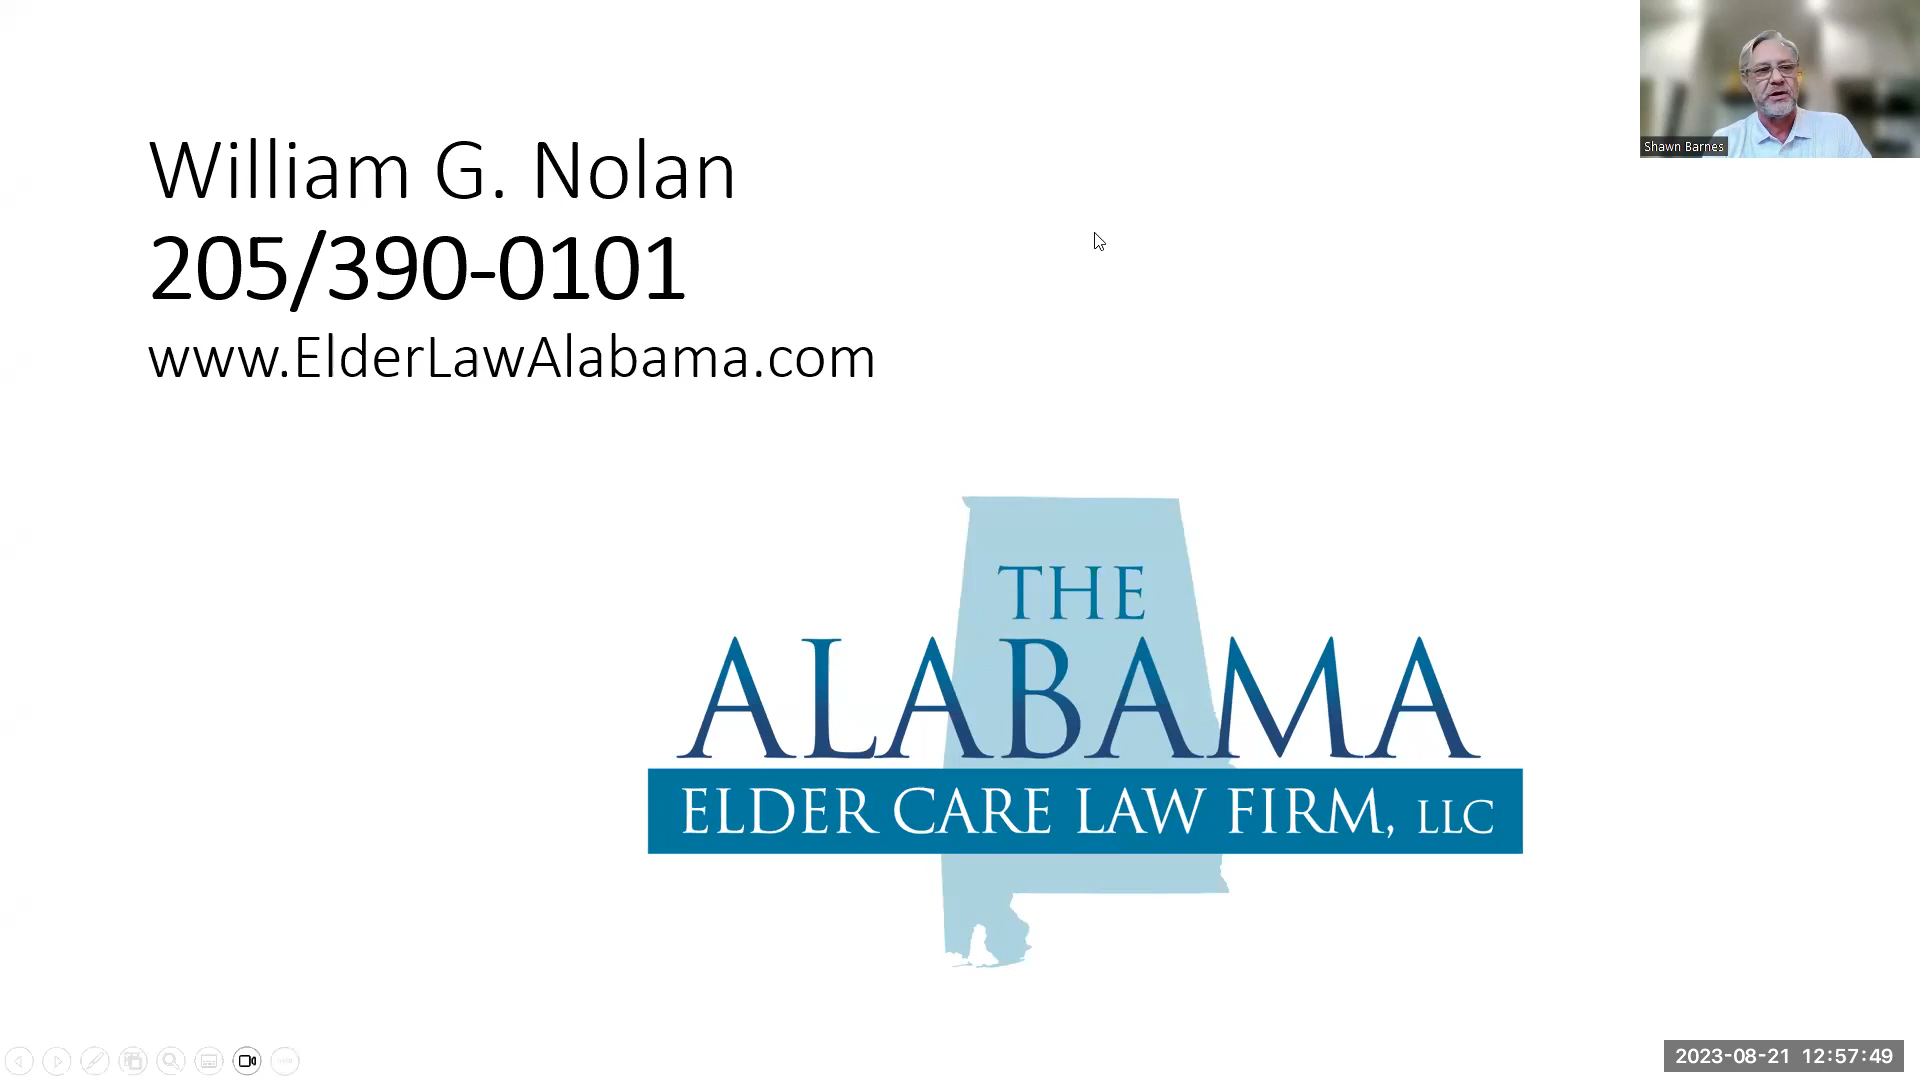 William G. Nolan
205/390-0101
www.ElderLawAlabama.com
Shawn Barnes
THE
ALABAMA
ELDER CARE LAW FIRM, LLC
2023-08-21 12:57:49